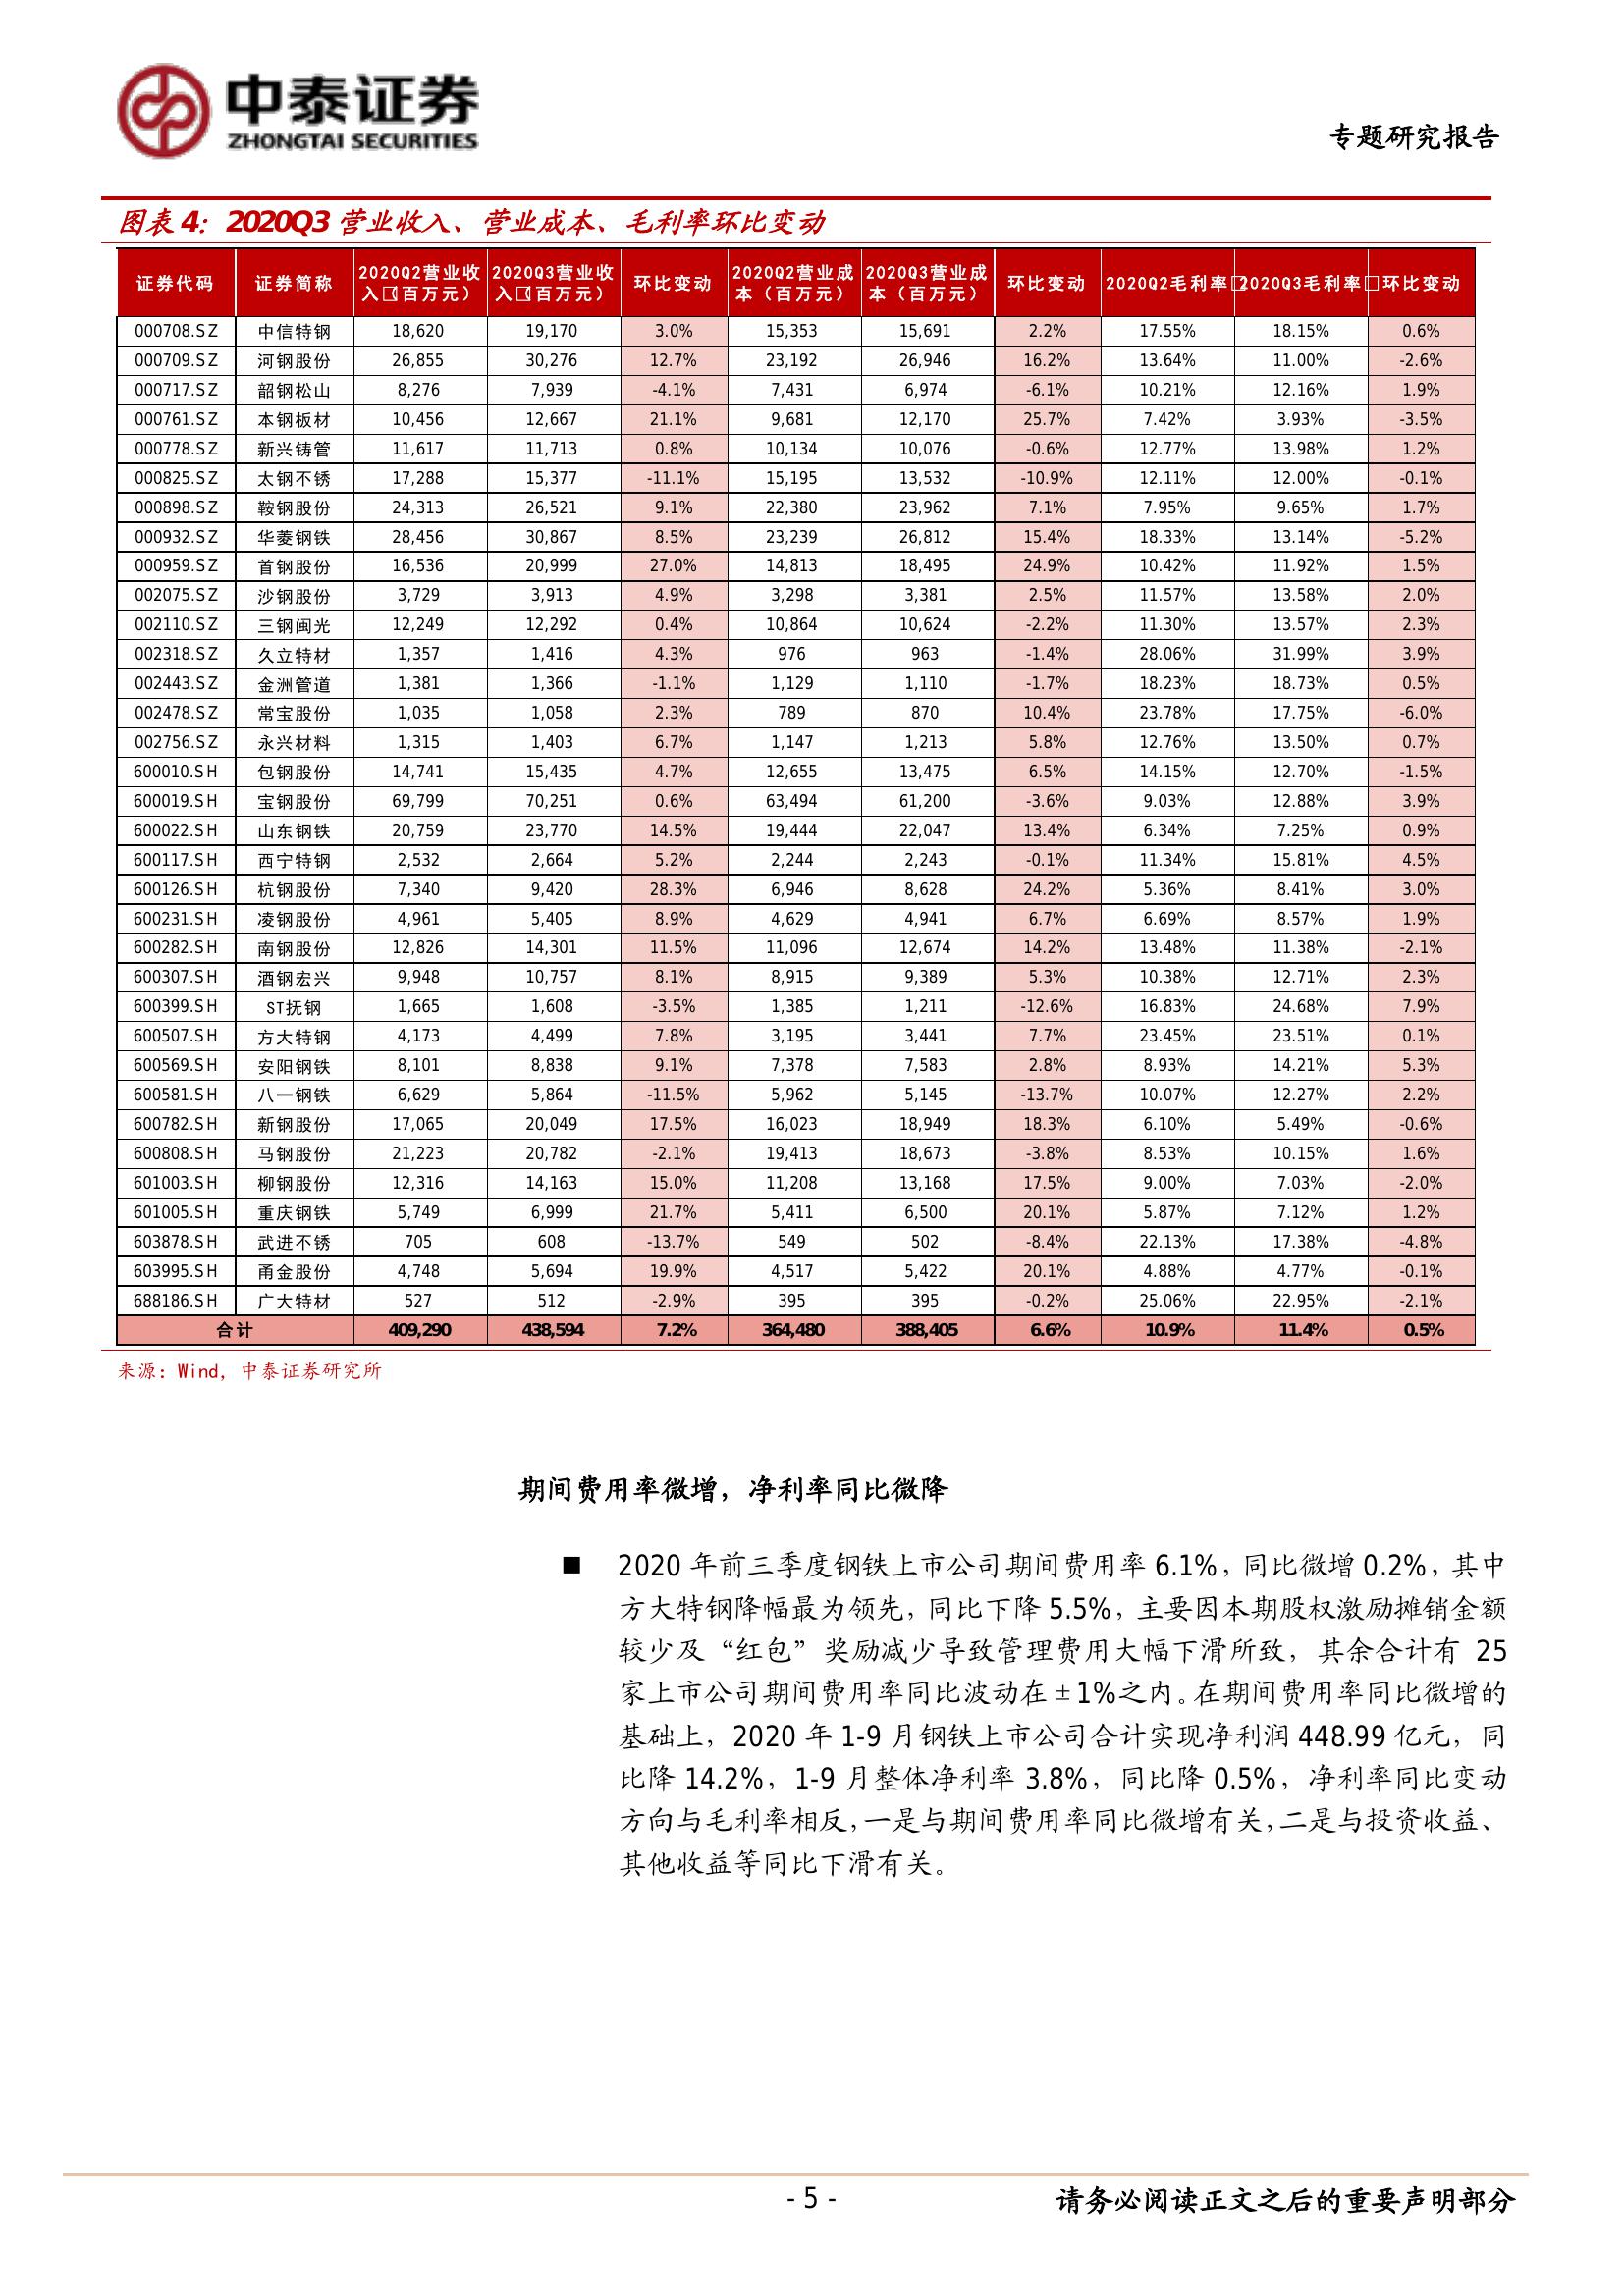 中泰证券
ZHONGTAI SECURITIES
专题研究报告
图表 4：2020Q3 营业收入、营业成本、毛利率环比变动
证券代码 证券简称 2020Q2营业收入（百万元） 2020Q3营业收入（百万元） 环比变动 2020Q2营业成本（百万元） 2020Q3营业成本（百万元） 环比变动 2020Q2毛利率 2020Q3毛利率 环比变动
000708.SZ 中信特钢 18,620 19,170 3.0% 15,353 15,691 2.2% 17.55% 18.15% 0.6%
000709.SZ 河钢股份 26,855 30,276 12.7% 23,192 26,946 16.2% 13.64% 11.00% -2.6%
000717.SZ 韶钢松山 8,276 7,939 -4.1% 7,431 6,974 -6.1% 10.21% 12.16% 1.9%
000761.SZ 本钢板材 10,456 12,667 21.1% 9,681 12,170 25.7% 7.42% 3.93% -3.5%
000778.SZ 新兴铸管 11,617 11,713 0.8% 10,134 10,076 -0.6% 12.77% 13.98% 1.2%
000825.SZ 太钢不锈 17,288 15,377 -11.1% 15,195 13,532 -10.9% 12.11% 12.00% -0.1%
000898.SZ 鞍钢股份 24,313 26,521 9.1% 22,380 23,962 7.1% 7.95% 9.65% 1.7%
000932.SZ 华菱钢铁 28,456 30,867 8.5% 23,239 26,812 15.4% 18.33% 13.14% -5.2%
000959.SZ 首钢股份 16,536 20,999 27.0% 14,813 18,495 24.9% 10.42% 11.92% 1.5%
002075.SZ 沙钢股份 3,729 3,913 4.9% 3,298 3,381 2.5% 11.57% 13.58% 2.0%
002110.SZ 三钢闽光 12,249 12,292 0.4% 10,864 10,624 -2.2% 11.30% 13.57% 2.3%
002318.SZ 久立特材 1,357 1,416 4.3% 976 963 -1.4% 28.06% 31.99% 3.9%
002443.SZ 金洲管道 1,381 1,366 -1.1% 1,129 1,110 -1.7% 18.23% 18.73% 0.5%
002478.SZ 常宝股份 1,035 1,058 2.3% 789 870 10.4% 23.78% 17.75% -6.0%
002756.SZ 永兴材料 1,315 1,403 6.7% 1,147 1,213 5.8% 12.76% 13.50% 0.7%
600010.SH 包钢股份 14,741 15,435 4.7% 12,655 13,475 6.5% 14.15% 12.70% -1.5%
600019.SH 宝钢股份 69,799 70,251 0.6% 63,494 61,200 -3.6% 9.03% 12.88% 3.9%
600022.SH 山东钢铁 20,759 23,770 14.5% 19,444 22,047 13.4% 6.34% 7.25% 0.9%
600117.SH 西宁特钢 2,532 2,664 5.2% 2,244 2,243 -0.1% 11.34% 15.81% 4.5%
600126.SH 杭钢股份 7,340 9,420 28.3% 6,946 8,628 24.2% 5.36% 8.41% 3.0%
600231.SH 凌钢股份 4,961 5,405 8.9% 4,629 4,941 6.7% 6.69% 8.57% 1.9%
600282.SH 南钢股份 12,826 14,301 11.5% 11,096 12,674 14.2% 13.48% 11.38% -2.1%
600307.SH 酒钢宏兴 9,948 10,757 8.1% 8,915 9,389 5.3% 10.38% 12.71% 2.3%
600399.SH ST抚钢 1,665 1,608 -3.5% 1,385 1,211 -12.6% 16.83% 24.68% 7.9%
600507.SH 方大特钢 4,173 4,499 7.8% 3,195 3,441 7.7% 23.45% 23.51% 0.1%
600569.SH 安阳钢铁 8,101 8,838 9.1% 7,378 7,583 2.8% 8.93% 14.21% 5.3%
600581.SH 八一钢铁 6,629 5,864 -11.5% 5,962 5,145 -13.7% 10.07% 12.27% 2.2%
600782.SH 新钢股份 17,065 20,049 17.5% 16,023 18,949 18.3% 6.10% 5.49% -0.6%
600808.SH 马钢股份 21,223 20,782 -2.1% 19,413 18,673 -3.8% 8.53% 10.15% 1.6%
601003.SH 柳钢股份 12,316 14,163 15.0% 11,208 13,168 17.5% 9.00% 7.03% -2.0%
601005.SH 重庆钢铁 5,749 6,999 21.7% 5,411 6,500 20.1% 5.87% 7.12% 1.2%
603878.SH 武进不锈 705 608 -13.7% 549 502 -8.4% 22.13% 17.38% -4.8%
603995.SH 甬金股份 4,748 5,694 19.9% 4,517 5,422 20.1% 4.88% 4.77% -0.1%
688186.SH 广大特材 527 512 -2.9% 395 395 -0.2% 25.06% 22.95% -2.1%
合计 409,290 438,594 7.2% 364,480 388,405 6.6% 10.9% 11.4% 0.5%
来源：Wind，中泰证券研究所
期间费用率微增，净利率同比微降
■ 2020 年前三季度钢铁上市公司期间费用率 6.1%，同比微增 0.2%，其中
方大特钢降幅最为领先，同比下降 5.5%，主要因本期股权激励摊销金额
较少及“红包”奖励减少导致管理费用大幅下滑所致，其余合计有 25
家上市公司期间费用率同比波动在±1%之内。在期间费用率同比微增的
基础上，2020 年 1-9 月钢铁上市公司合计实现净利润 448.99 亿元，同
比降 14.2%，1-9 月整体净利率 3.8%，同比降 0.5%，净利率同比变动
方向与毛利率相反，一是与期间费用率同比微增有关，二是与投资收益、
其他收益等同比下滑有关。
- 5 -
请务必阅读正文之后的重要声明部分